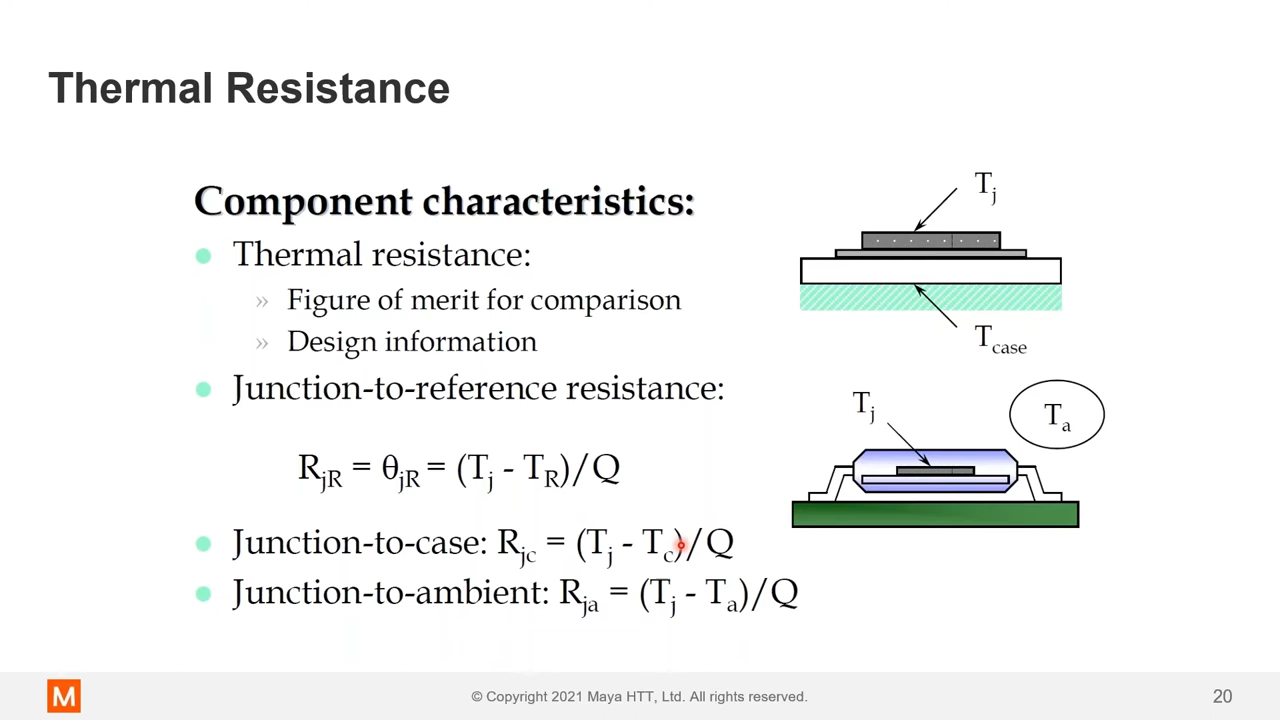 Thermal Resistance
Component characteristics:
Thermal resistance:
» Figure of merit for comparison
» Design information
Junction-to-reference resistance:
RjR = θjR = (Tj - TR)/Q
Junction-to-case: Rjc = (Tj - Tc)/Q
Junction-to-ambient: Rja = (Tj - Ta)/Q
Tj
Tcase
Tj
Ta
M
© Copyright 2021 Maya HTT, Ltd. All rights reserved.
20